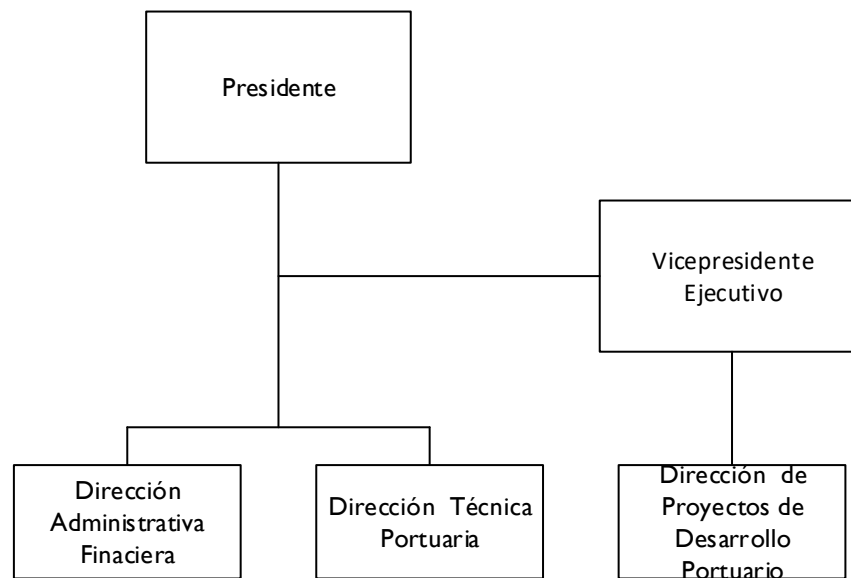 Presidente
Vicepresidente
Ejecutivo
Dirección
Administrativa
Finaciera
Dirección Técnica
Portuaria
Dirección de
Proyectos de
Desarrollo
Portuario